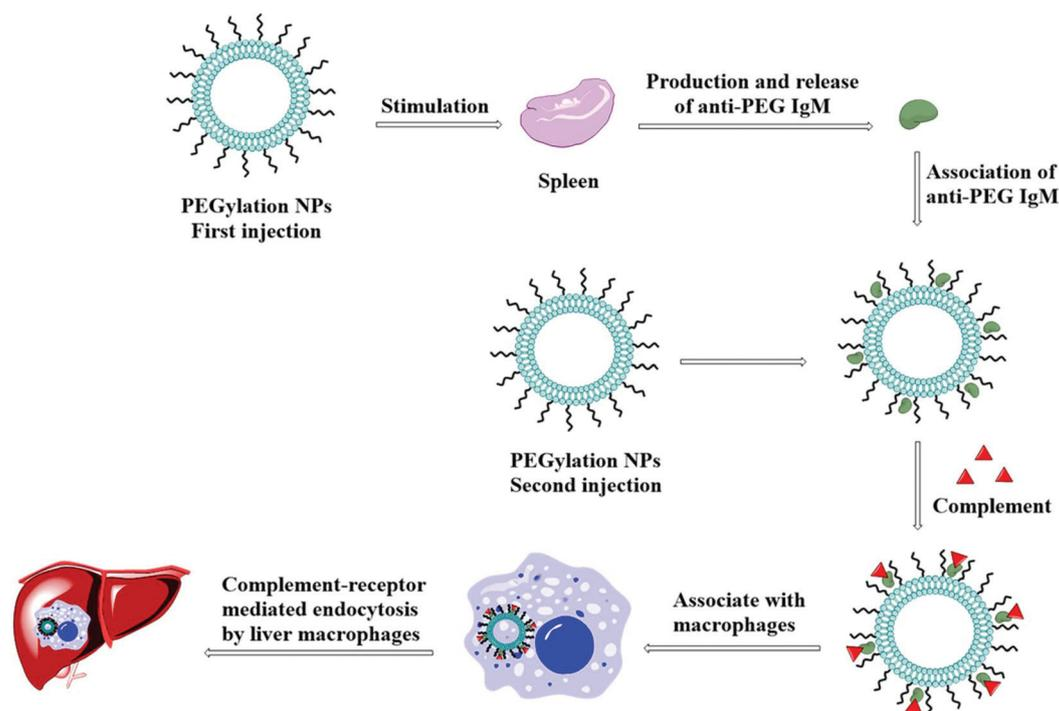 Stimulation
Production and release
of anti-PEG IgM
Spleen
PEGylation NPs
First injection
Association of
anti-PEG IgM
PEGylation NPs
Second injection
Complement
Associate with
macrophages
Complement-receptor
mediated endocytosis
by liver macrophages